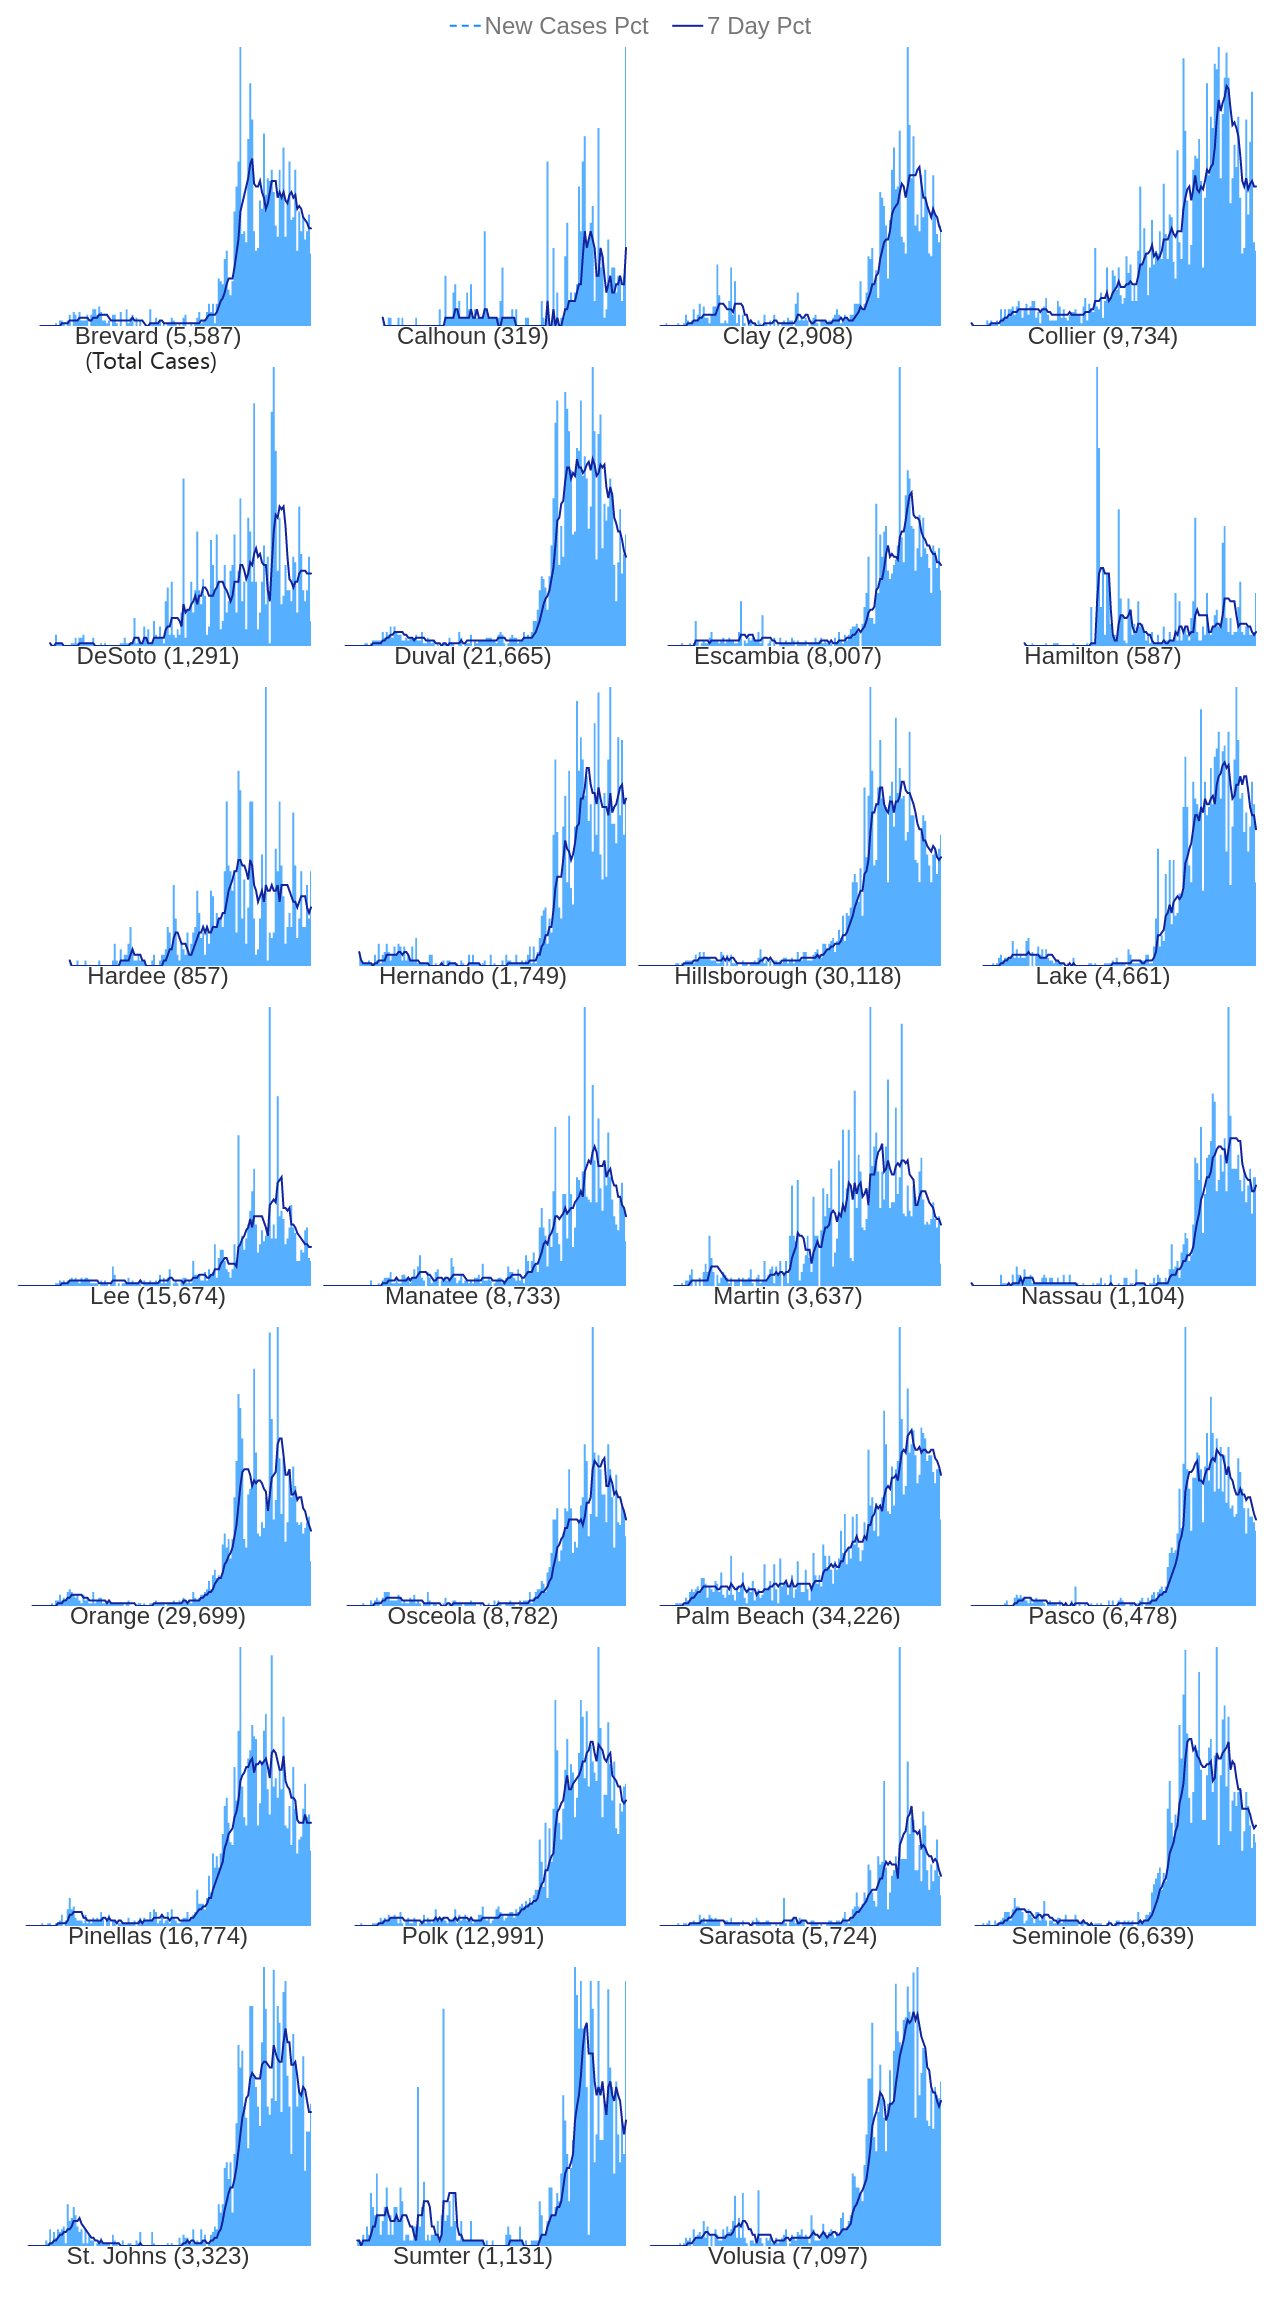 New Cases Pct 7 Day Pct
Brevard (5,587) Calhoun (319) Clay (2,908) Collier (9,734)
(Total Cases)
DeSoto (1,291) Duval (21,665) Escambia (8,007) Hamilton (587)
Hardee (857) Hernando (1,749) Hillsborough (30,118) Lake (4,661)
Lee (15,674) Manatee (8,733) Martin (3,637) Nassau (1,104)
Orange (29,699) Osceola (8,782) Palm Beach (34,226) Pasco (6,478)
Pinellas (16,774) Polk (12,991) Sarasota (5,724) Seminole (6,639)
St. Johns (3,323) Sumter (1,131) Volusia (7,097)